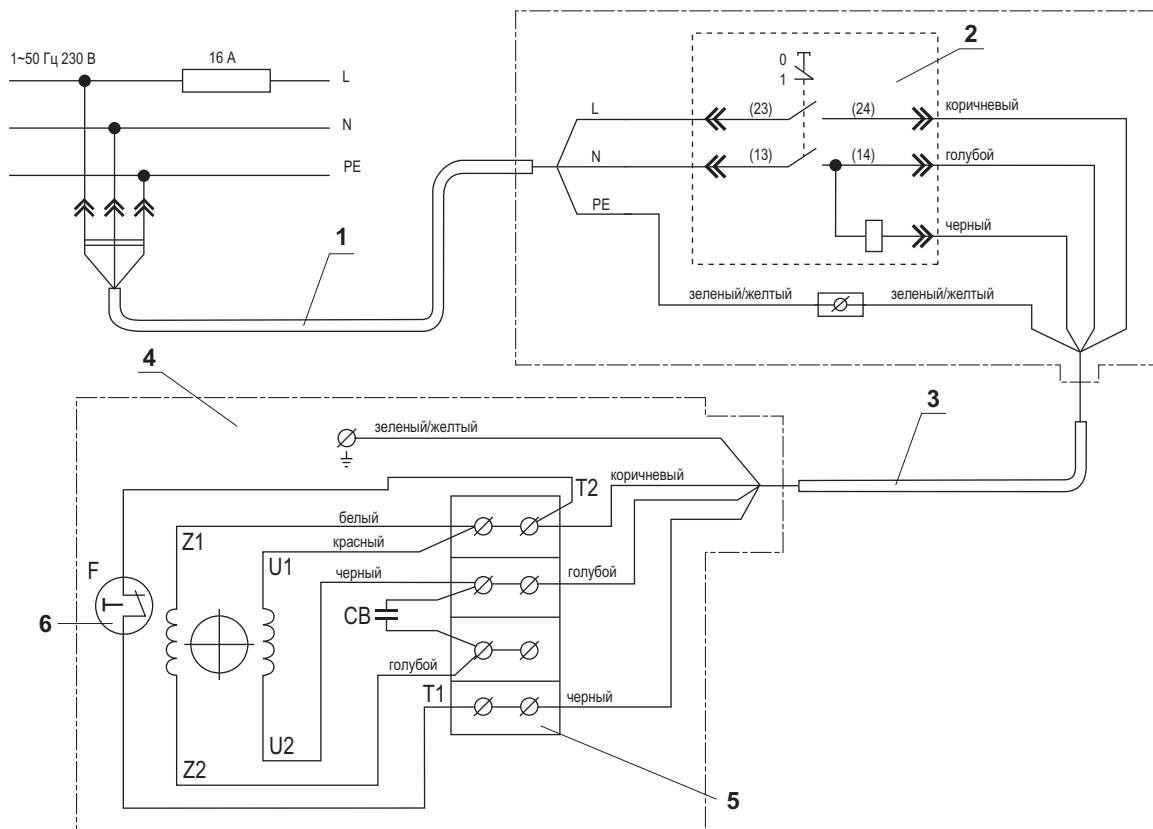 1~50 Гц 230 В
16 А
L
N
PE
1
2
0
1
L
(23)
(24)
коричневый
N
(13)
(14)
голубой
PE
черный
зеленый/желтый
зеленый/желтый
4
3
зеленый/желтый
коричневый
T2
белый
Z1
красный
U1
F
черный
голубой
CB
6
голубой
T1
черный
U2
Z2
5